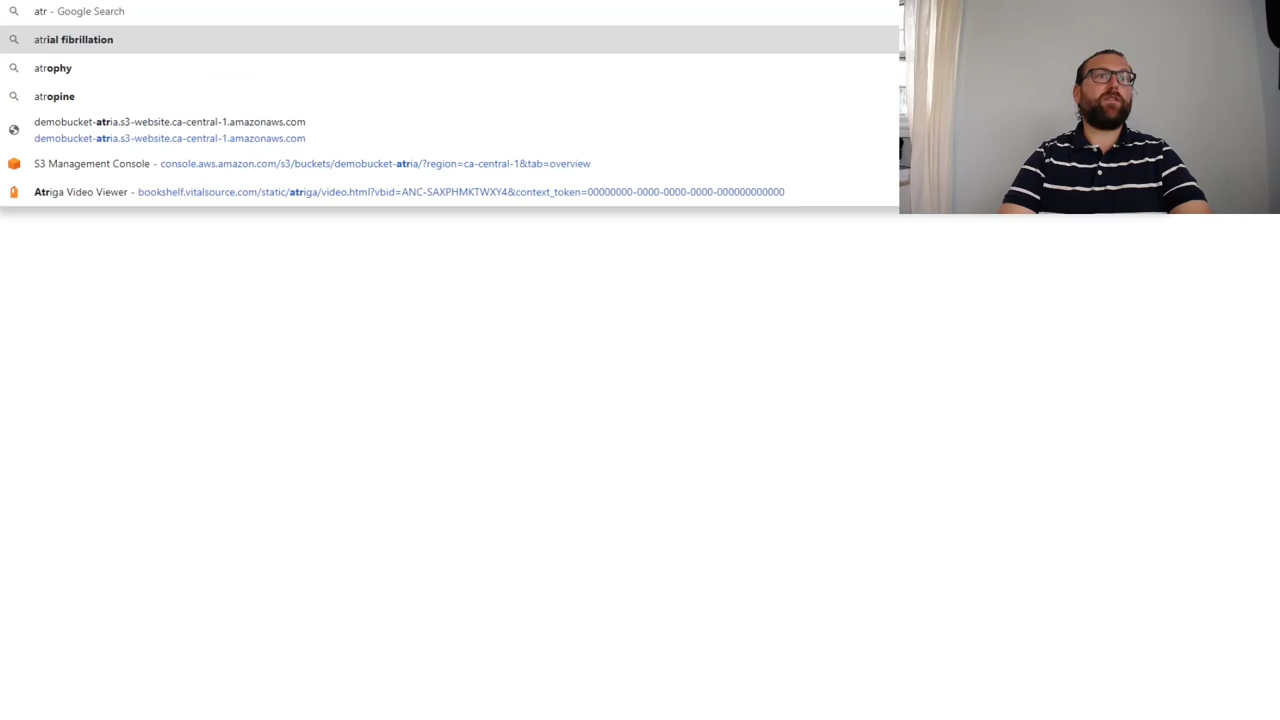 atr - Google Search
atrial fibrillation
atrophy
atropine
demobucket-atria.s3-website.ca-central-1.amazonaws.com
demobucket-atria.s3-website.ca-central-1.amazonaws.com
S3 Management Console - console.aws.amazon.com/s3/buckets/demobucket-atria/?region=ca-central-1&tab=overview
Atriga Video Viewer - bookshelf.vitalsource.com/static/atriga/video.html?vbid=ANC-SAXPHMKTWXY4&context_token=00000000-0000-0000-0000-000000000000